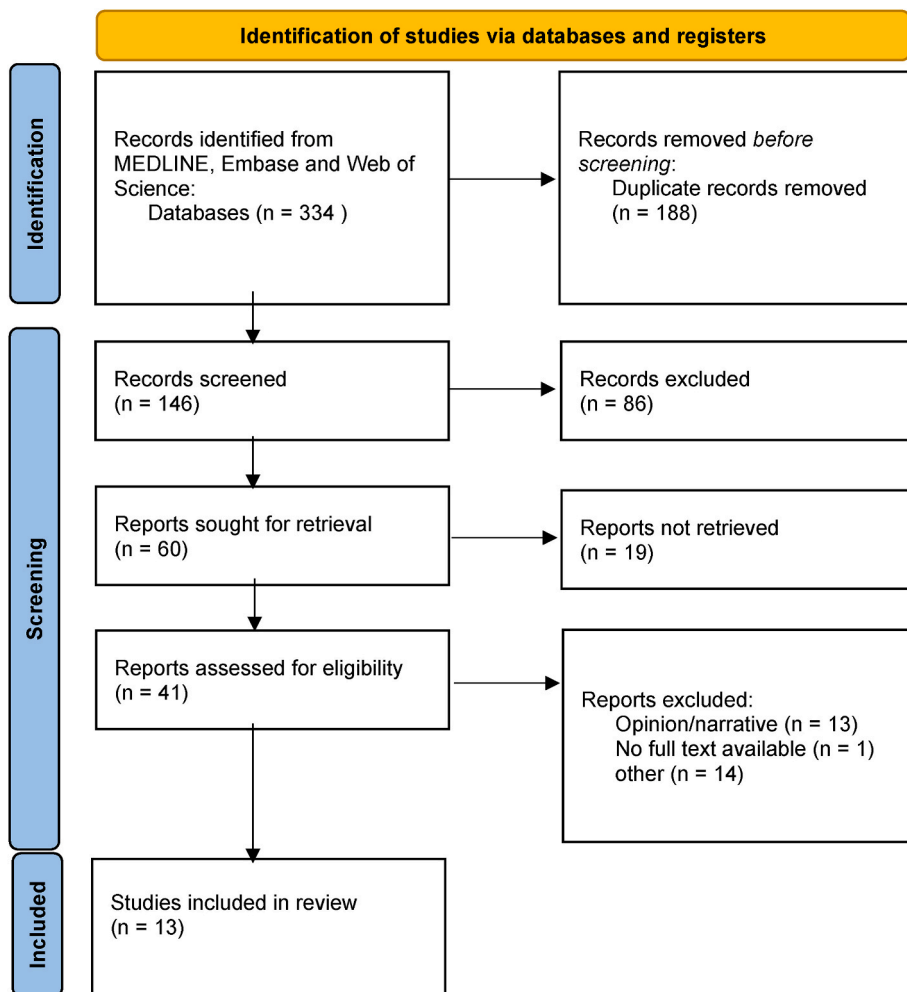 Identification of studies via databases and registers
Identification
Records identified from
MEDLINE, Embase and Web of
Science:
Databases (n = 334 )
Records removed before
screening:
Duplicate records removed
(n = 188)
Screening
Records screened
(n = 146)
Records excluded
(n = 86)
Reports sought for retrieval
(n = 60)
Reports not retrieved
(n = 19)
Reports assessed for eligibility
(n = 41)
Reports excluded:
Opinion/narrative (n = 13)
No full text available (n = 1)
other (n = 14)
Included
Studies included in review
(n = 13)